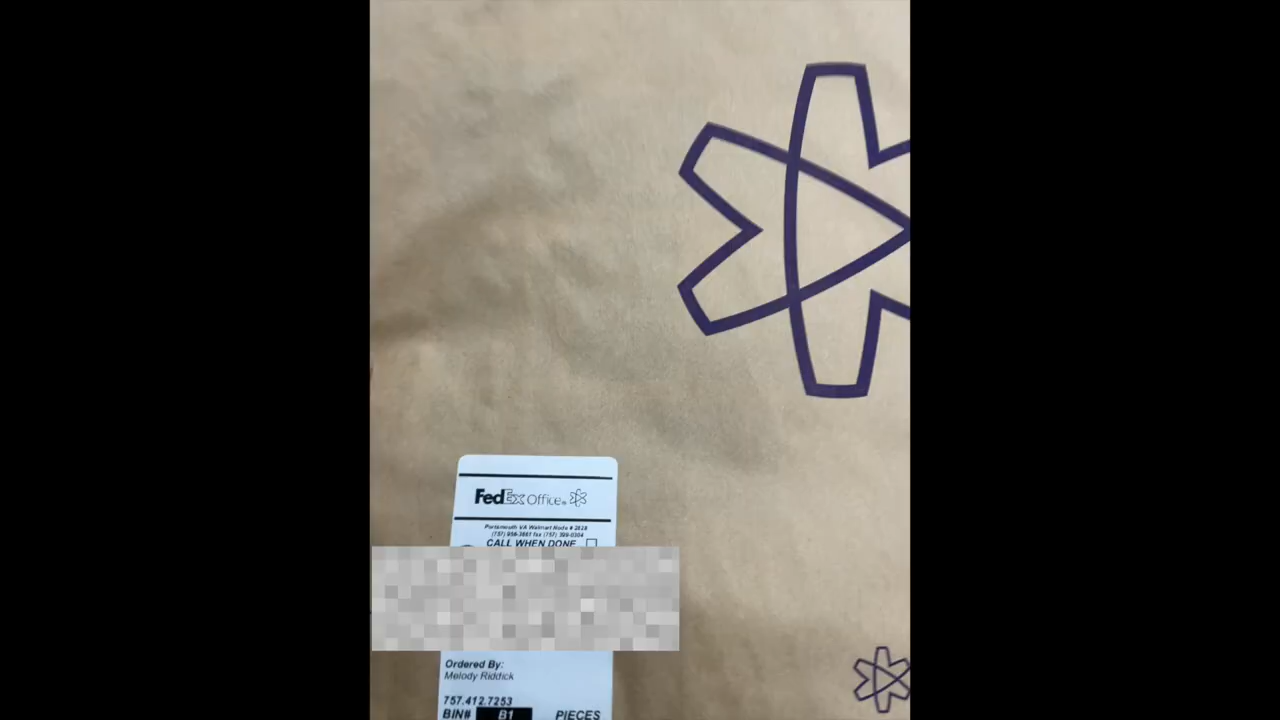 FedEx Office
Portsmouth VA Walmart Node # 2828
CALL WHEN DONE
Ordered By:
Melody Riddick
757.412.7253
BIN# B1 PIECES